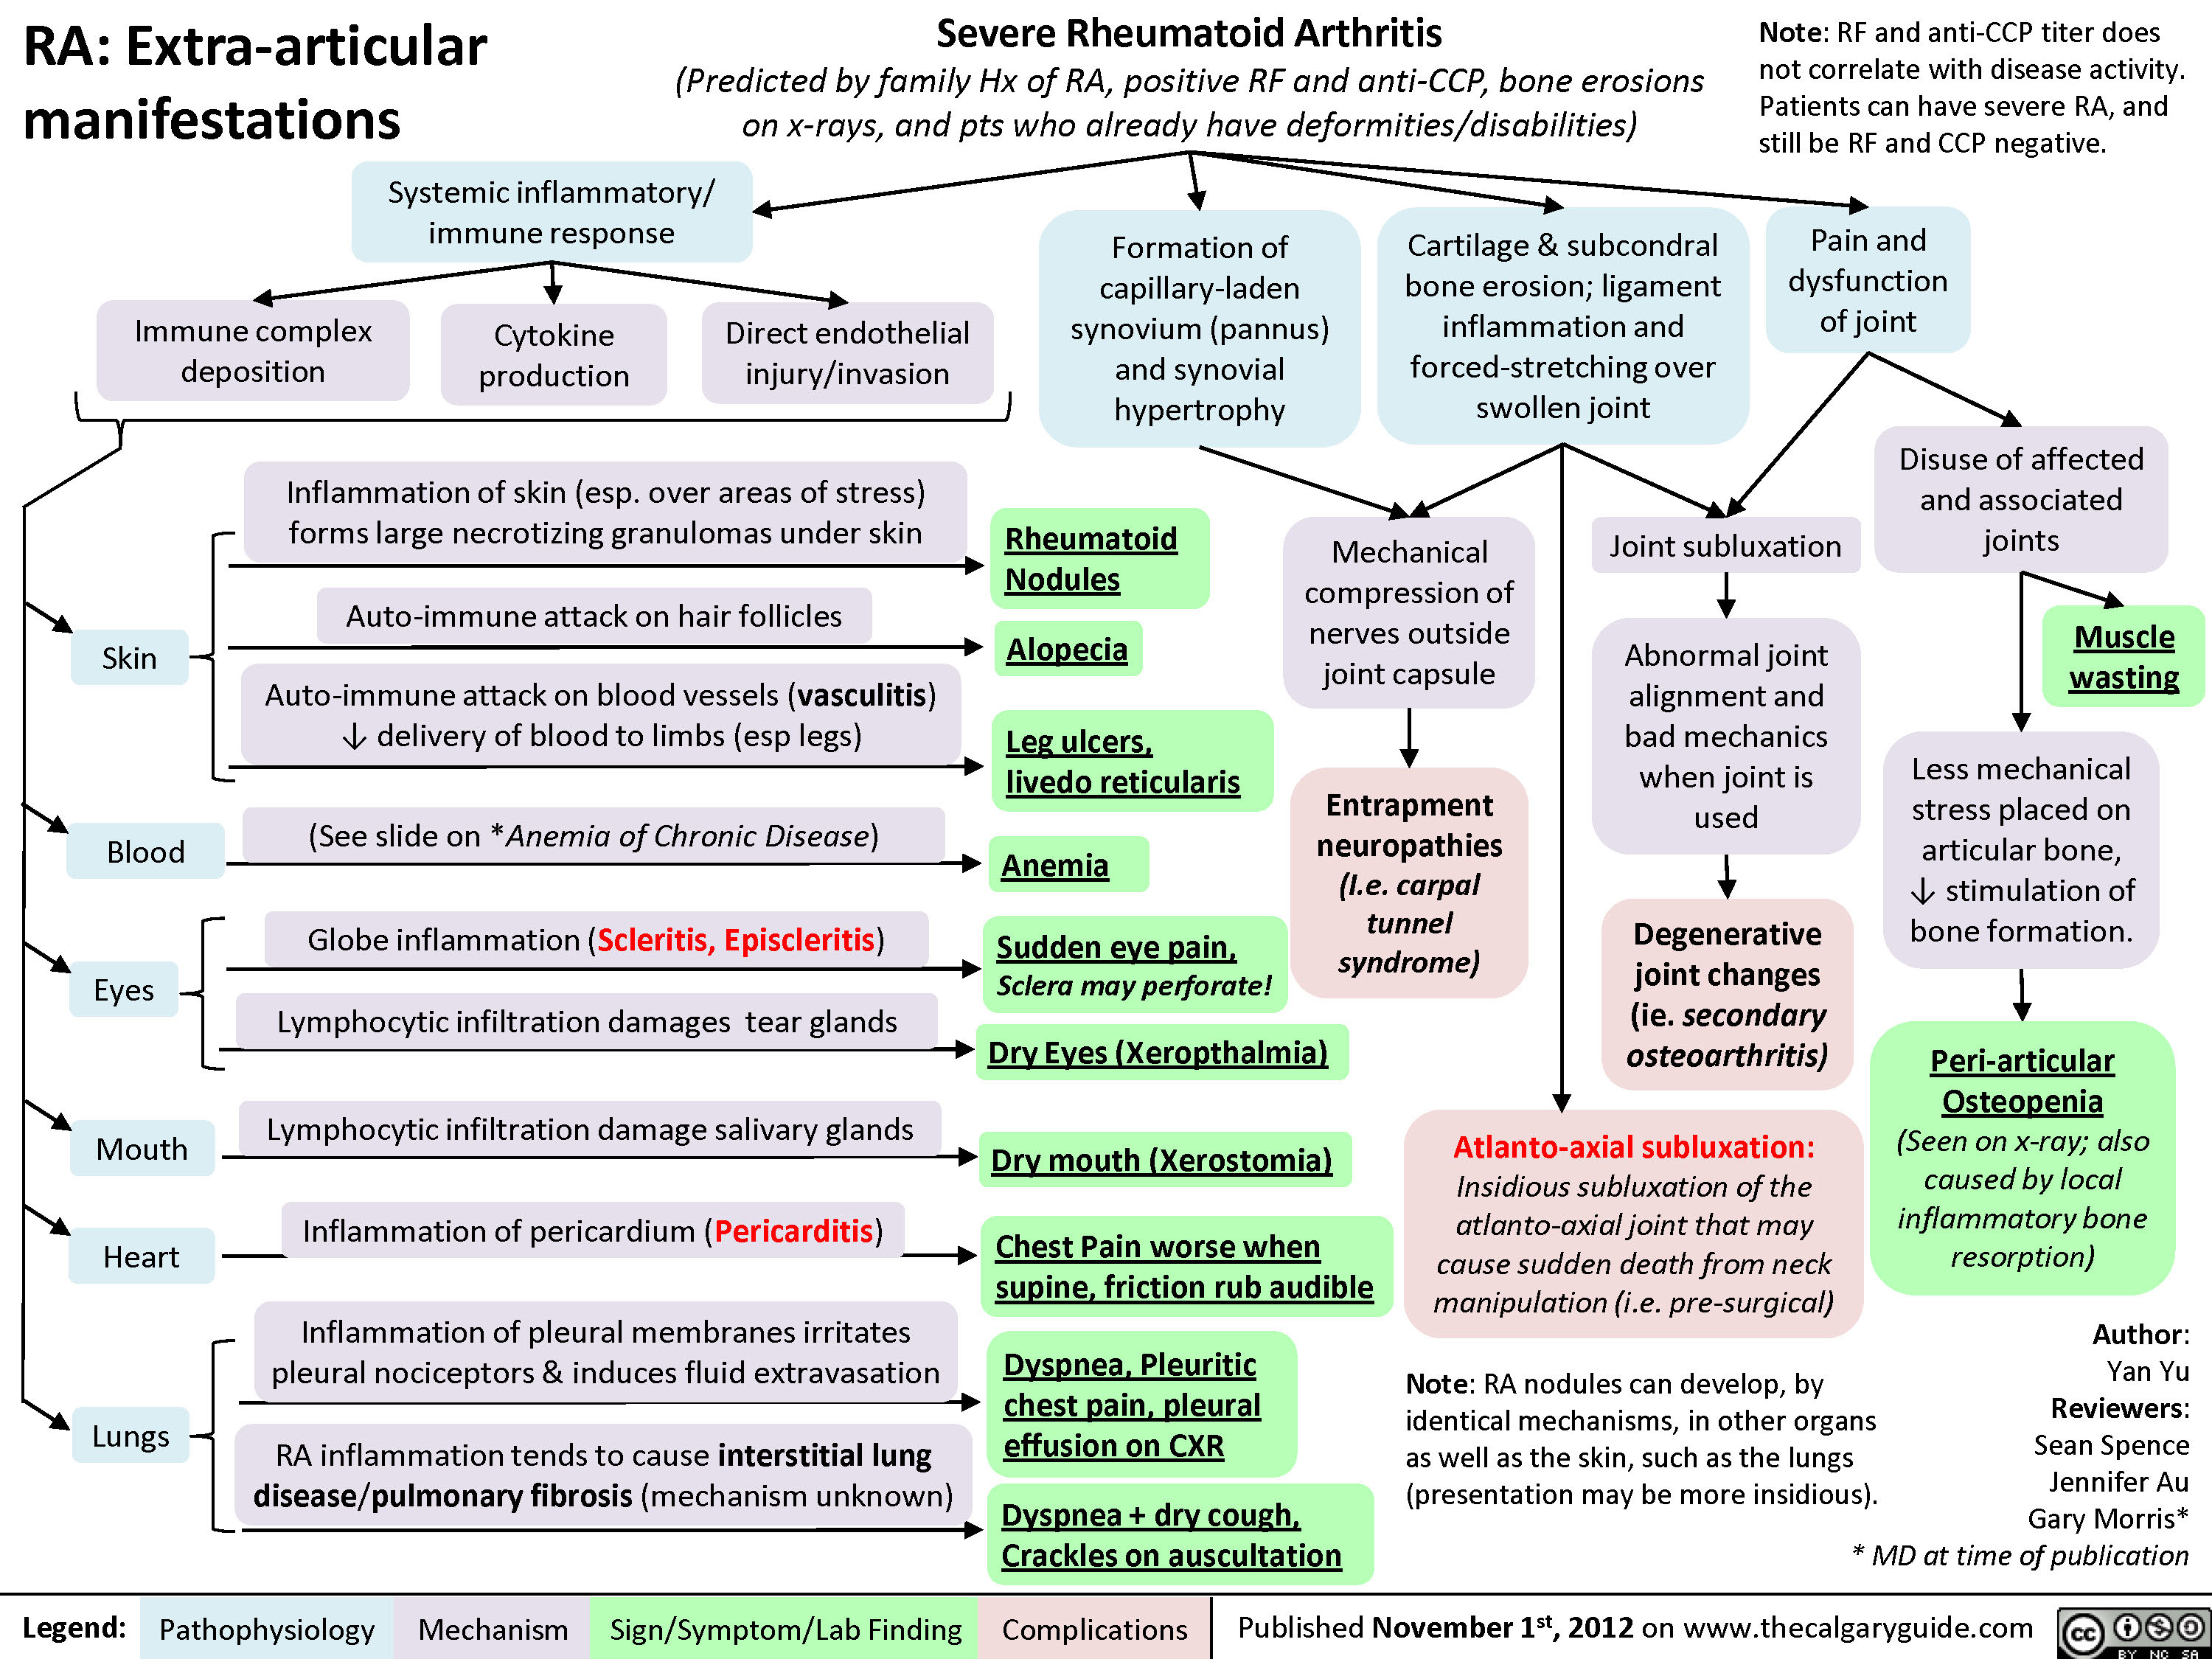 RA: Extra-articular
manifestations
Severe Rheumatoid Arthritis
(Predicted by family Hx of RA, positive RF and anti-CCP, bone erosions
on x-rays, and pts who already have deformities/disabilities)
Note: RF and anti-CCP titer does
not correlate with disease activity.
Patients can have severe RA, and
still be RF and CCP negative.
Systemic inflammatory/
immune response
Immune complex
deposition
Cytokine
production
Direct endothelial
injury/invasion
Formation of
capillary-laden
synovium (pannus)
and synovial
hypertrophy
Cartilage & subcondral
bone erosion; ligament
inflammation and
forced-stretching over
swollen joint
Pain and
dysfunction
of joint
Skin
Inflammation of skin (esp. over areas of stress)
forms large necrotizing granulomas under skin
Rheumatoid
Nodules
Auto-immune attack on hair follicles
Alopecia
Auto-immune attack on blood vessels (vasculitis)
↓ delivery of blood to limbs (esp legs)
Leg ulcers,
livedo reticularis
Blood
(See slide on *Anemia of Chronic Disease)
Anemia
Eyes
Globe inflammation (Scleritis, Episcleritis)
Sudden eye pain,
Sclera may perforate!
Lymphocytic infiltration damages tear glands
Dry Eyes (Xeropthalmia)
Mouth
Lymphocytic infiltration damage salivary glands
Dry mouth (Xerostomia)
Heart
Inflammation of pericardium (Pericarditis)
Chest Pain worse when
supine, friction rub audible
Lungs
Inflammation of pleural membranes irritates
pleural nociceptors & induces fluid extravasation
Dyspnea, Pleuritic
chest pain, pleural
effusion on CXR
RA inflammation tends to cause interstitial lung
disease/pulmonary fibrosis (mechanism unknown)
Dyspnea + dry cough,
Crackles on auscultation
Mechanical
compression of
nerves outside
joint capsule
Entrapment
neuropathies
(I.e. carpal
tunnel
syndrome)
Joint subluxation
Abnormal joint
alignment and
bad mechanics
when joint is
used
Degenerative
joint changes
(ie. secondary
osteoarthritis)
Atlanto-axial subluxation:
Insidious subluxation of the
atlanto-axial joint that may
cause sudden death from neck
manipulation (i.e. pre-surgical)
Disuse of affected
and associated
joints
Muscle
wasting
Less mechanical
stress placed on
articular bone,
↓ stimulation of
bone formation.
Peri-articular
Osteopenia
(Seen on x-ray; also
caused by local
inflammatory bone
resorption)
Note: RA nodules can develop, by
identical mechanisms, in other organs
as well as the skin, such as the lungs
(presentation may be more insidious).
Author:
Yan Yu
Reviewers:
Sean Spence
Jennifer Au
Gary Morris*
* MD at time of publication
Legend:
Pathophysiology
Mechanism
Sign/Symptom/Lab Finding
Complications
Published November 1st, 2012 on www.thecalgaryguide.com
cc
BY NC SA